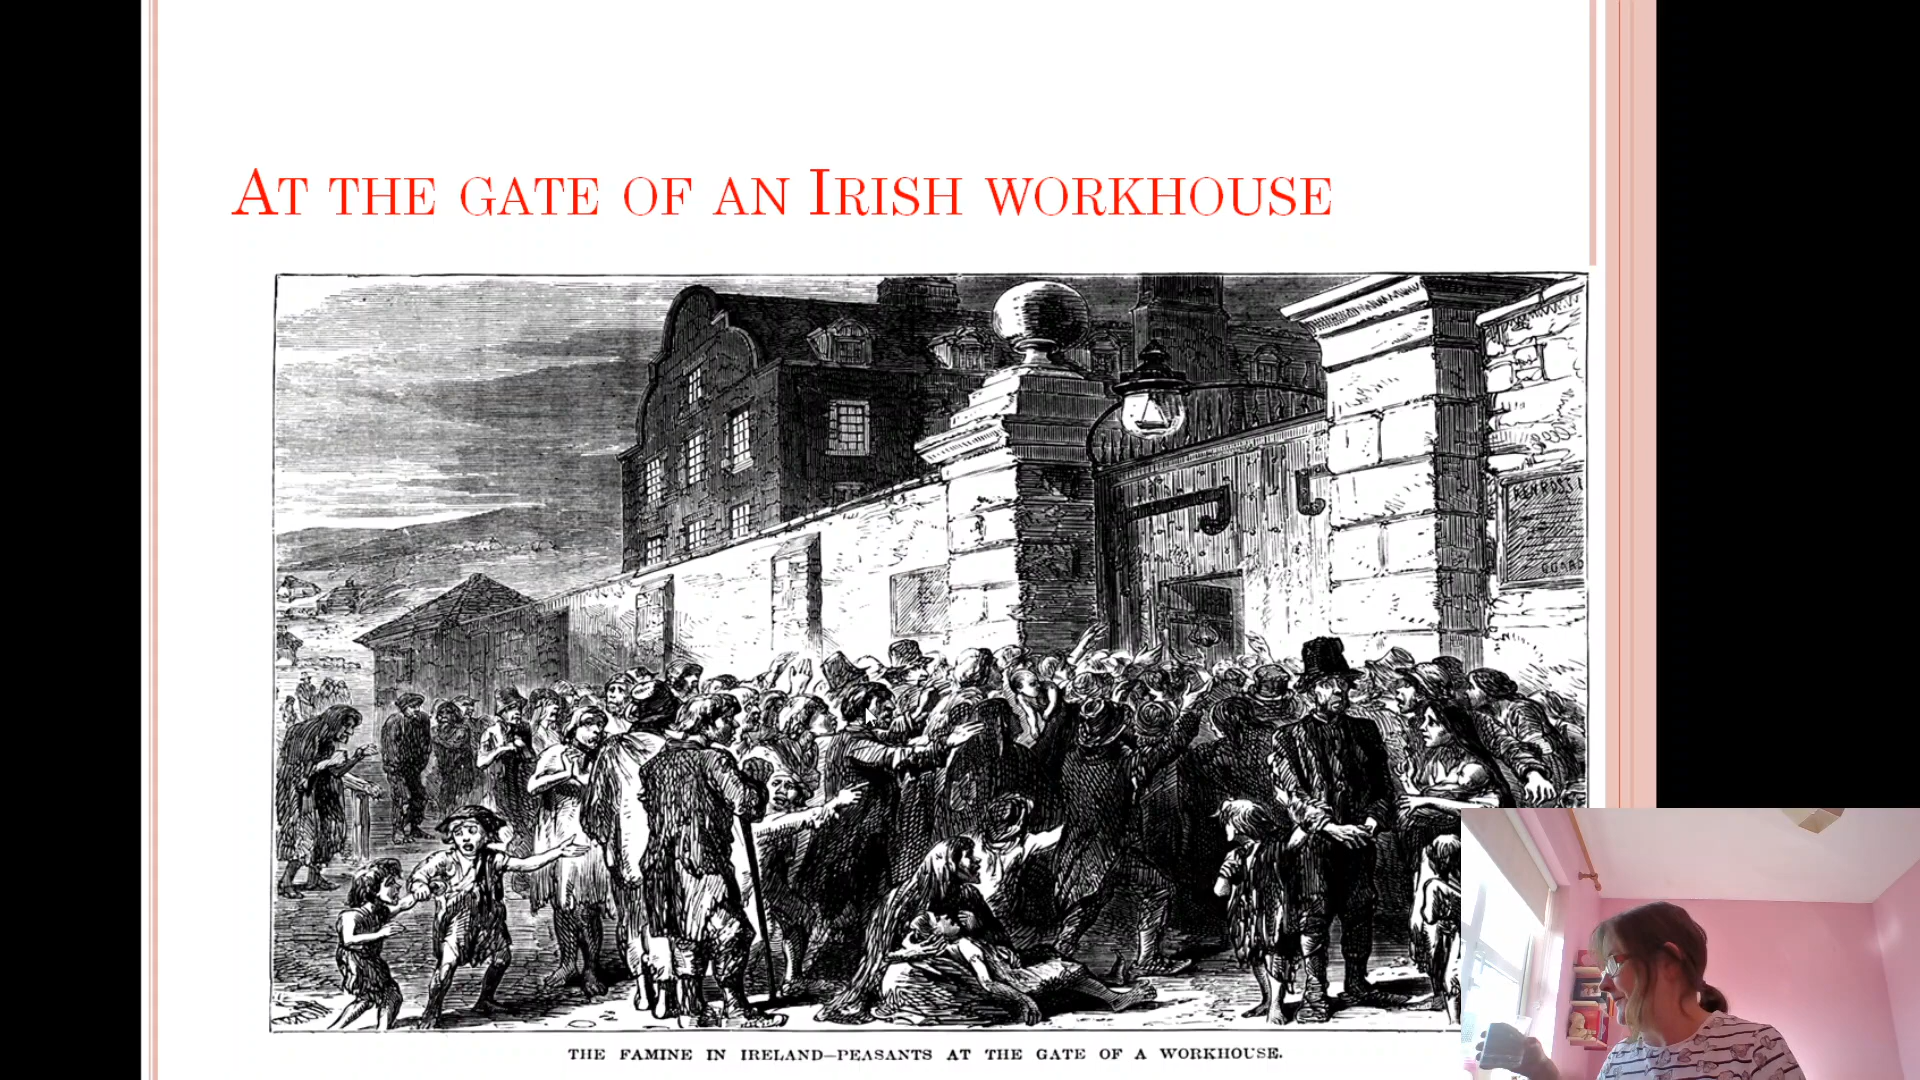 AT THE GATE OF AN IRISH WORKHOUSE
THE FAMINE IN IRELAND—PEASANTS AT THE GATE OF A WORKHOUSE.